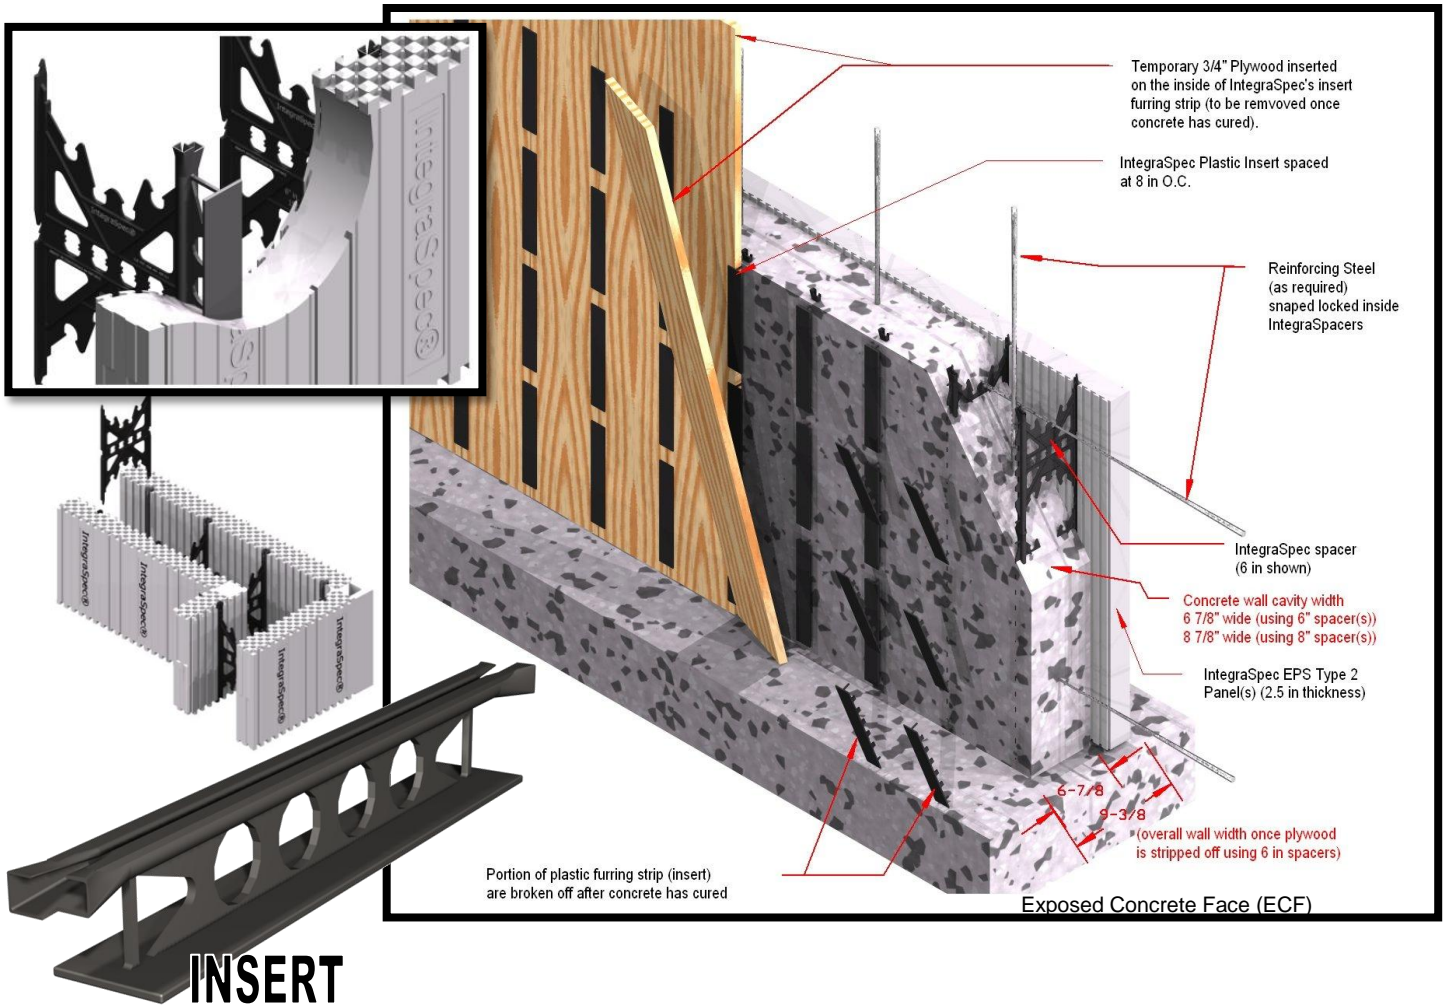 IntegraSpec®
IntegraSpec®
IntegraSpec®
Temporary 3/4" Plywood inserted
on the inside of IntegraSpec's insert
furring strip (to be remvoved once
concrete has cured).
IntegraSpec Plastic Insert spaced
at 8 in O.C.
Reinforcing Steel
(as required)
snaped locked inside
IntegraSpacers
IntegraSpec spacer
(6 in shown)
Concrete wall cavity width
6 7/8" wide (using 6" spacer(s))
8 7/8" wide (using 8" spacer(s))
IntegraSpec EPS Type 2
Panel(s) (2.5 in thickness)
6-7/8
9-3/8
(overall wall width once plywood
is stripped off using 6 in spacers)
Portion of plastic furring strip (insert)
are broken off after concrete has cured
Exposed Concrete Face (ECF)
IntegraSpec®
IntegraSpec®
IntegraSpec®
IntegraSpec®
IntegraSpec®
INSERT